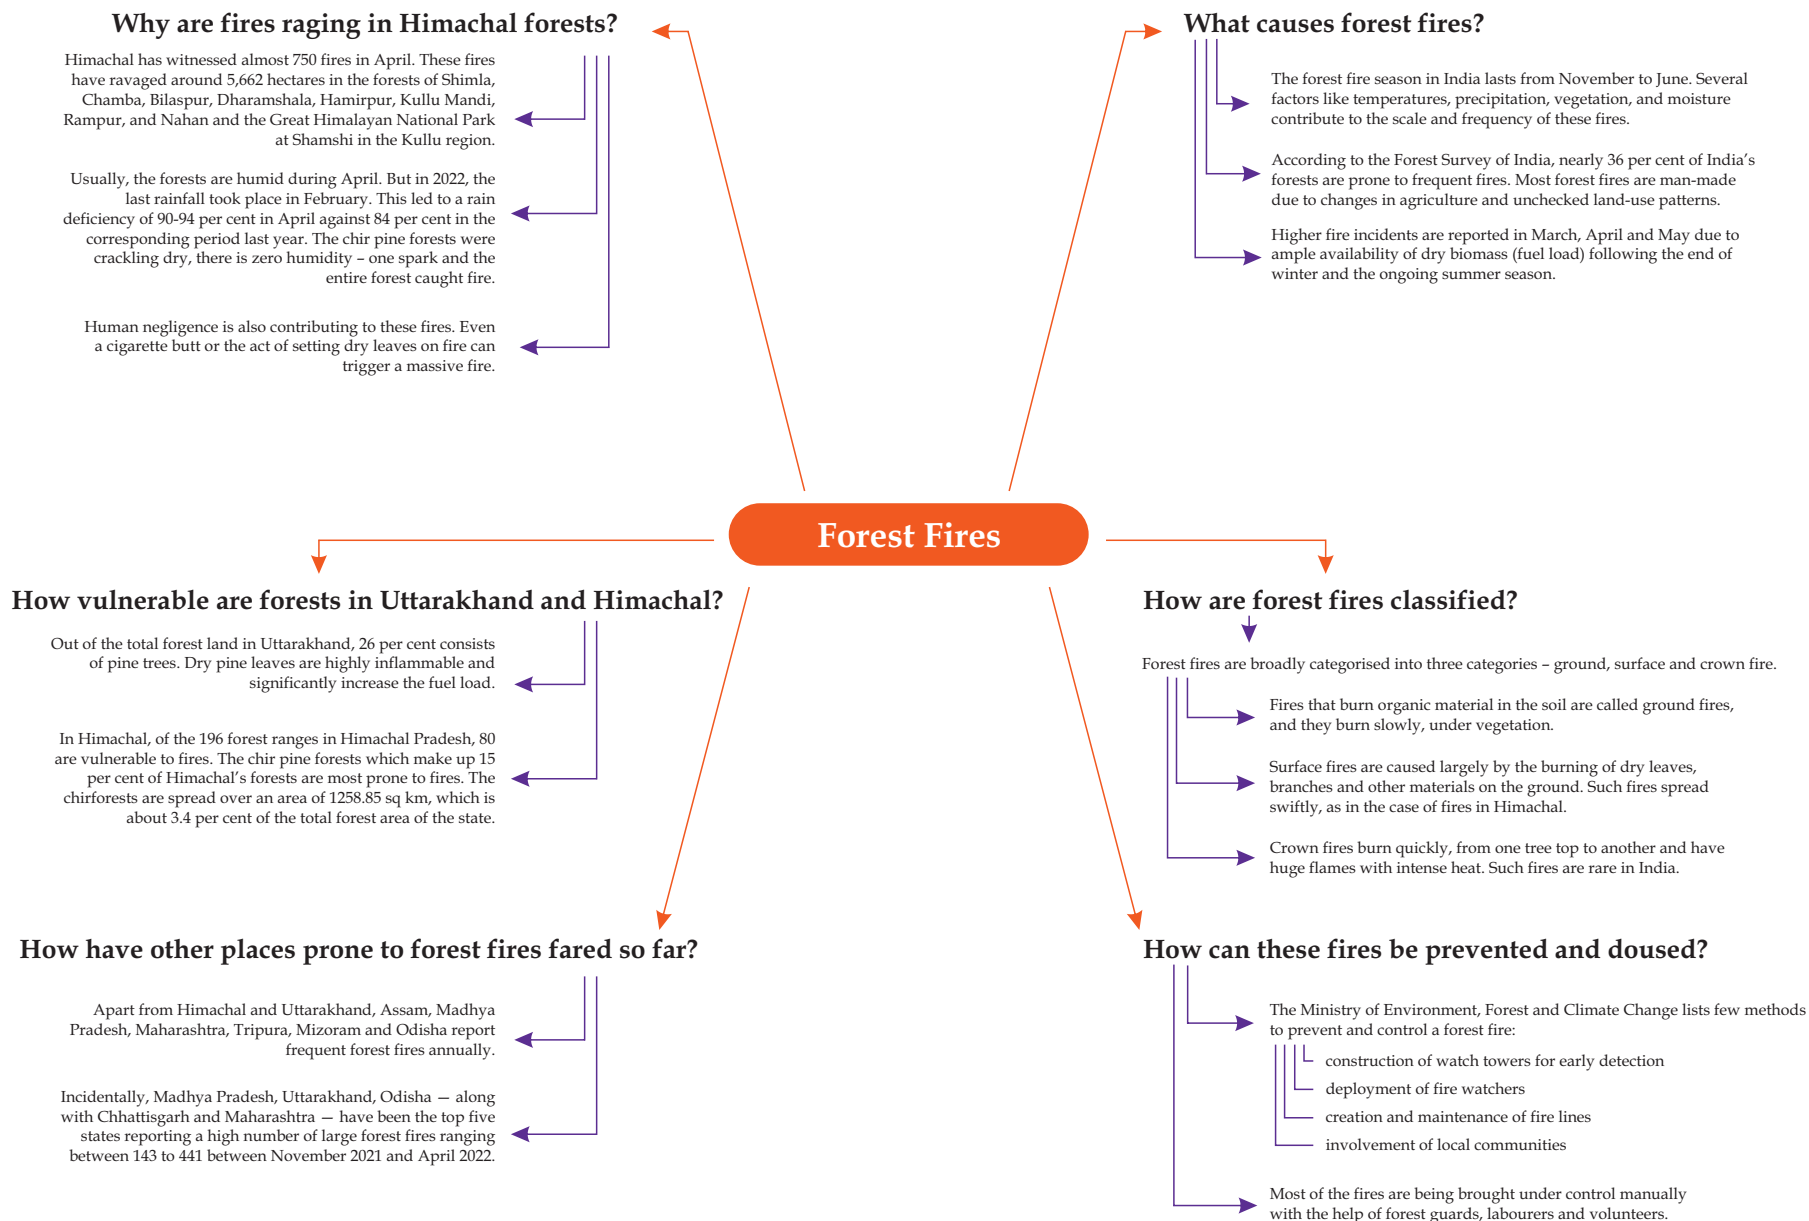 Why are fires raging in Himachal forests?
Himachal has witnessed almost 750 fires in April. These fires
have ravaged around 5,662 hectares in the forests of Shimla,
Chamba, Bilaspur, Dharamshala, Hamirpur, Kullu Mandi,
Rampur, and Nahan and the Great Himalayan National Park
at Shamshi in the Kullu region.
Usually, the forests are humid during April. But in 2022, the
last rainfall took place in February. This led to a rain
deficiency of 90-94 per cent in April against 84 per cent in the
corresponding period last year. The chir pine forests were
crackling dry, there is zero humidity – one spark and the
entire forest caught fire.
Human negligence is also contributing to these fires. Even
a cigarette butt or the act of setting dry leaves on fire can
trigger a massive fire.
What causes forest fires?
The forest fire season in India lasts from November to June. Several
factors like temperatures, precipitation, vegetation, and moisture
contribute to the scale and frequency of these fires.
According to the Forest Survey of India, nearly 36 per cent of India's
forests are prone to frequent fires. Most forest fires are man-made
due to changes in agriculture and unchecked land-use patterns.
Higher fire incidents are reported in March, April and May due to
ample availability of dry biomass (fuel load) following the end of
winter and the ongoing summer season.
Forest Fires
How vulnerable are forests in Uttarakhand and Himachal?
Out of the total forest land in Uttarakhand, 26 per cent consists
of pine trees. Dry pine leaves are highly inflammable and
significantly increase the fuel load.
In Himachal, of the 196 forest ranges in Himachal Pradesh, 80
are vulnerable to fires. The chir pine forests which make up 15
per cent of Himachal's forests are most prone to fires. The
chirforests are spread over an area of 1258.85 sq km, which is
about 3.4 per cent of the total forest area of the state.
How are forest fires classified?
Forest fires are broadly categorised into three categories – ground, surface and crown fire.
Fires that burn organic material in the soil are called ground fires,
and they burn slowly, under vegetation.
Surface fires are caused largely by the burning of dry leaves,
branches and other materials on the ground. Such fires spread
swiftly, as in the case of fires in Himachal.
Crown fires burn quickly, from one tree top to another and have
huge flames with intense heat. Such fires are rare in India.
How have other places prone to forest fires fared so far?
Apart from Himachal and Uttarakhand, Assam, Madhya
Pradesh, Maharashtra, Tripura, Mizoram and Odisha report
frequent forest fires annually.
Incidentally, Madhya Pradesh, Uttarakhand, Odisha — along
with Chhattisgarh and Maharashtra — have been the top five
states reporting a high number of large forest fires ranging
between 143 to 441 between November 2021 and April 2022.
How can these fires be prevented and doused?
The Ministry of Environment, Forest and Climate Change lists few methods
to prevent and control a forest fire:
construction of watch towers for early detection
deployment of fire watchers
creation and maintenance of fire lines
involvement of local communities
Most of the fires are being brought under control manually
with the help of forest guards, labourers and volunteers.